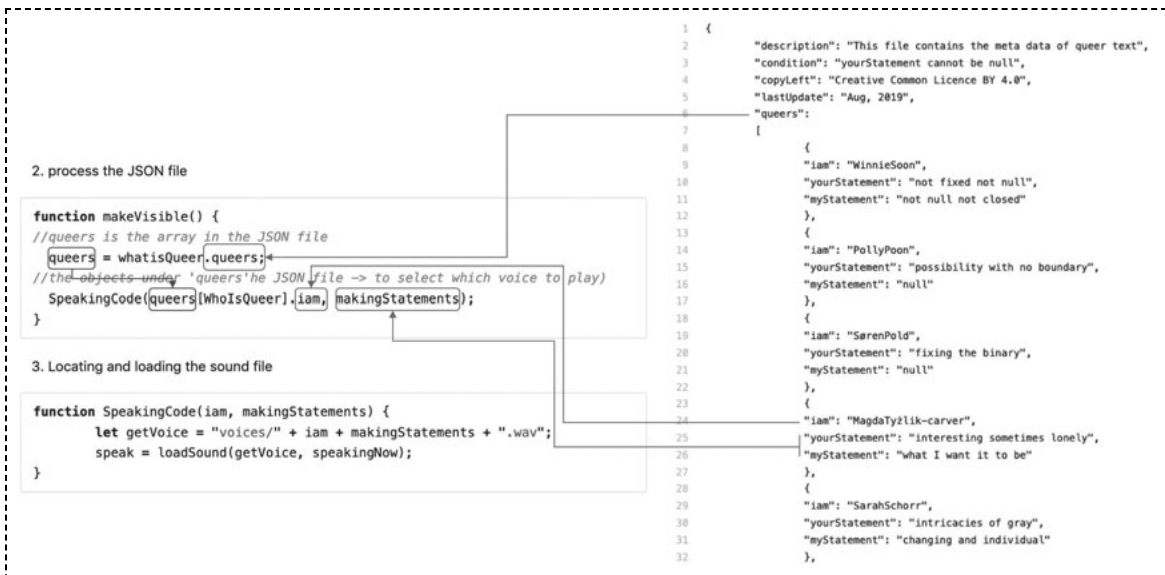 2. process the JSON file
function makeVisible() {
//queers is the array in the JSON file
queers = whatisQueer.queers;
//the objects under 'queers'he JSON file -> to select which voice to play)
SpeakingCode(queers[WhoIsQueer].iam, makingStatements);
}
3. Locating and loading the sound file
function SpeakingCode(iam, makingStatements) {
let getVoice = "voices/" + iam + makingStatements + ".wav";
speak = loadSound(getVoice, speakingNow);
}
1 {
2 "description": "This file contains the meta data of queer text",
3 "condition": "yourStatement cannot be null",
4 "copyLeft": "Creative Common Licence BY 4.0",
5 "lastUpdate": "Aug, 2019",
6 "queers":
7 [
8 {
9 "iam": "WinnieSoon",
10 "yourStatement": "not fixed not null",
11 "myStatement": "not null not closed"
12 },
13 {
14 "iam": "PollyPoon",
15 "yourStatement": "possibility with no boundary",
16 "myStatement": "null"
17 },
18 {
19 "iam": "SørenPold",
20 "yourStatement": "fixing the binary",
21 "myStatement": "null"
22 },
23 {
24 "iam": "MagdaTyżlik-carver",
25 "yourStatement": "interesting sometimes lonely",
26 "myStatement": "what I want it to be"
27 },
28 {
29 "iam": "SarahSchorr",
30 "yourStatement": "intricacies of gray",
31 "myStatement": "changing and individual"
32 },